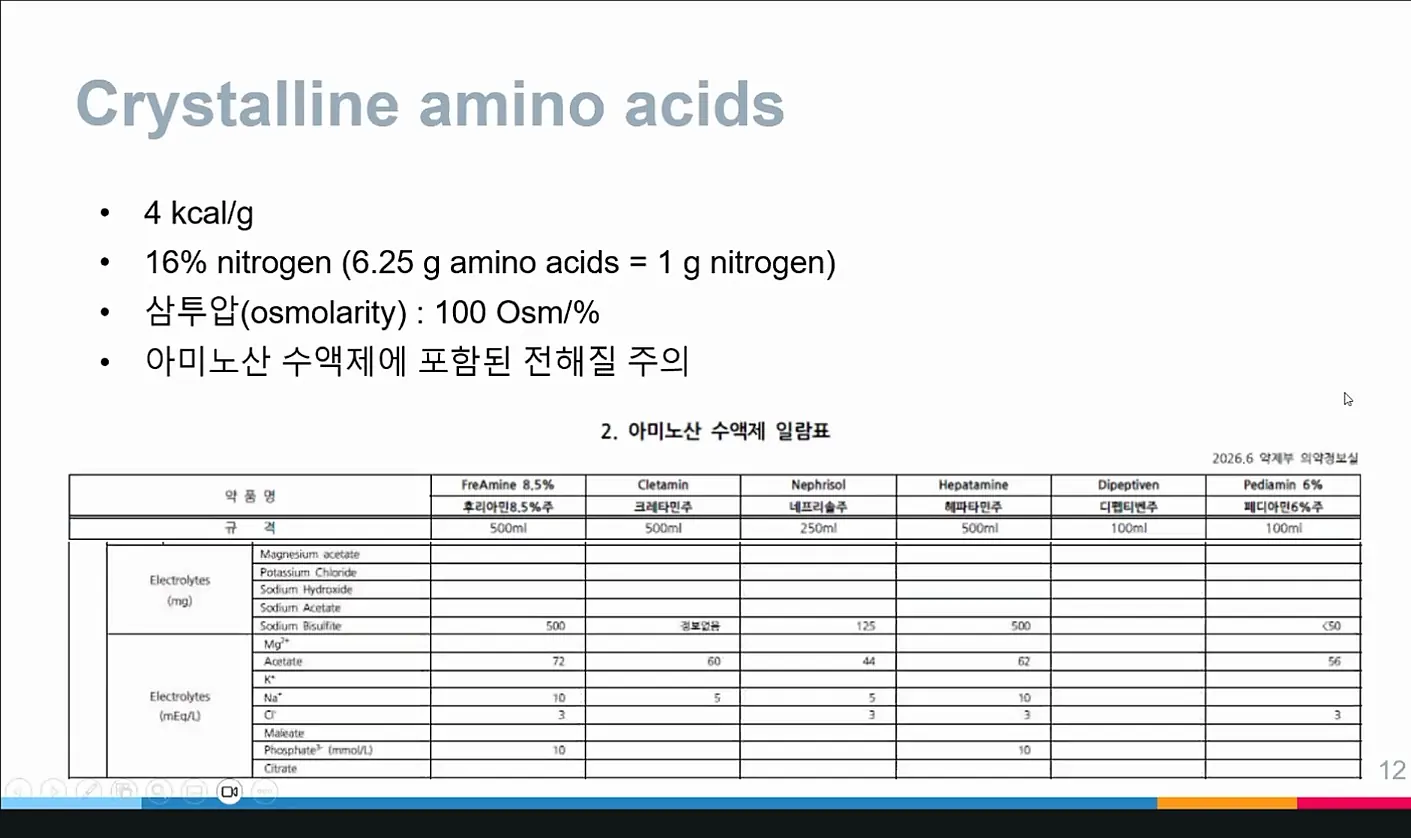 Crystalline amino acids
• 4 kcal/g
• 16% nitrogen (6.25 g amino acids = 1 g nitrogen)
• 삼투압(osmolarity) : 100 Osm/%
• 아미노산 수액제에 포함된 전해질 주의
2. 아미노산 수액제 일람표
2026.6 약제부 의약정보실
약 품 명 FreAmine 8.5% Cletamin Nephrisol Hepatamine Dipeptiven Pediamin 6%
후리아민8.5%주 크레타민주 네프리솔주 헤파타민주 디펩티벤주 페디아민6%주
규 격 500ml 500ml 250ml 500ml 100ml 100ml
Electrolytes (mg)
Magnesium acetate
Potassium Chloride
Sodium Hydroxide
Sodium Acetate
Sodium Bisulfite 500 정보없음 125 500 <50
Electrolytes (mEq/L)
Mg²⁺
Acetate 72 60 44 62 56
K⁺
Na⁺ 10 5 5 10
Cl⁻ 3 3 3 3
Maleate
Phosphate³⁻ (mmol/L) 10 10
Citrate
12